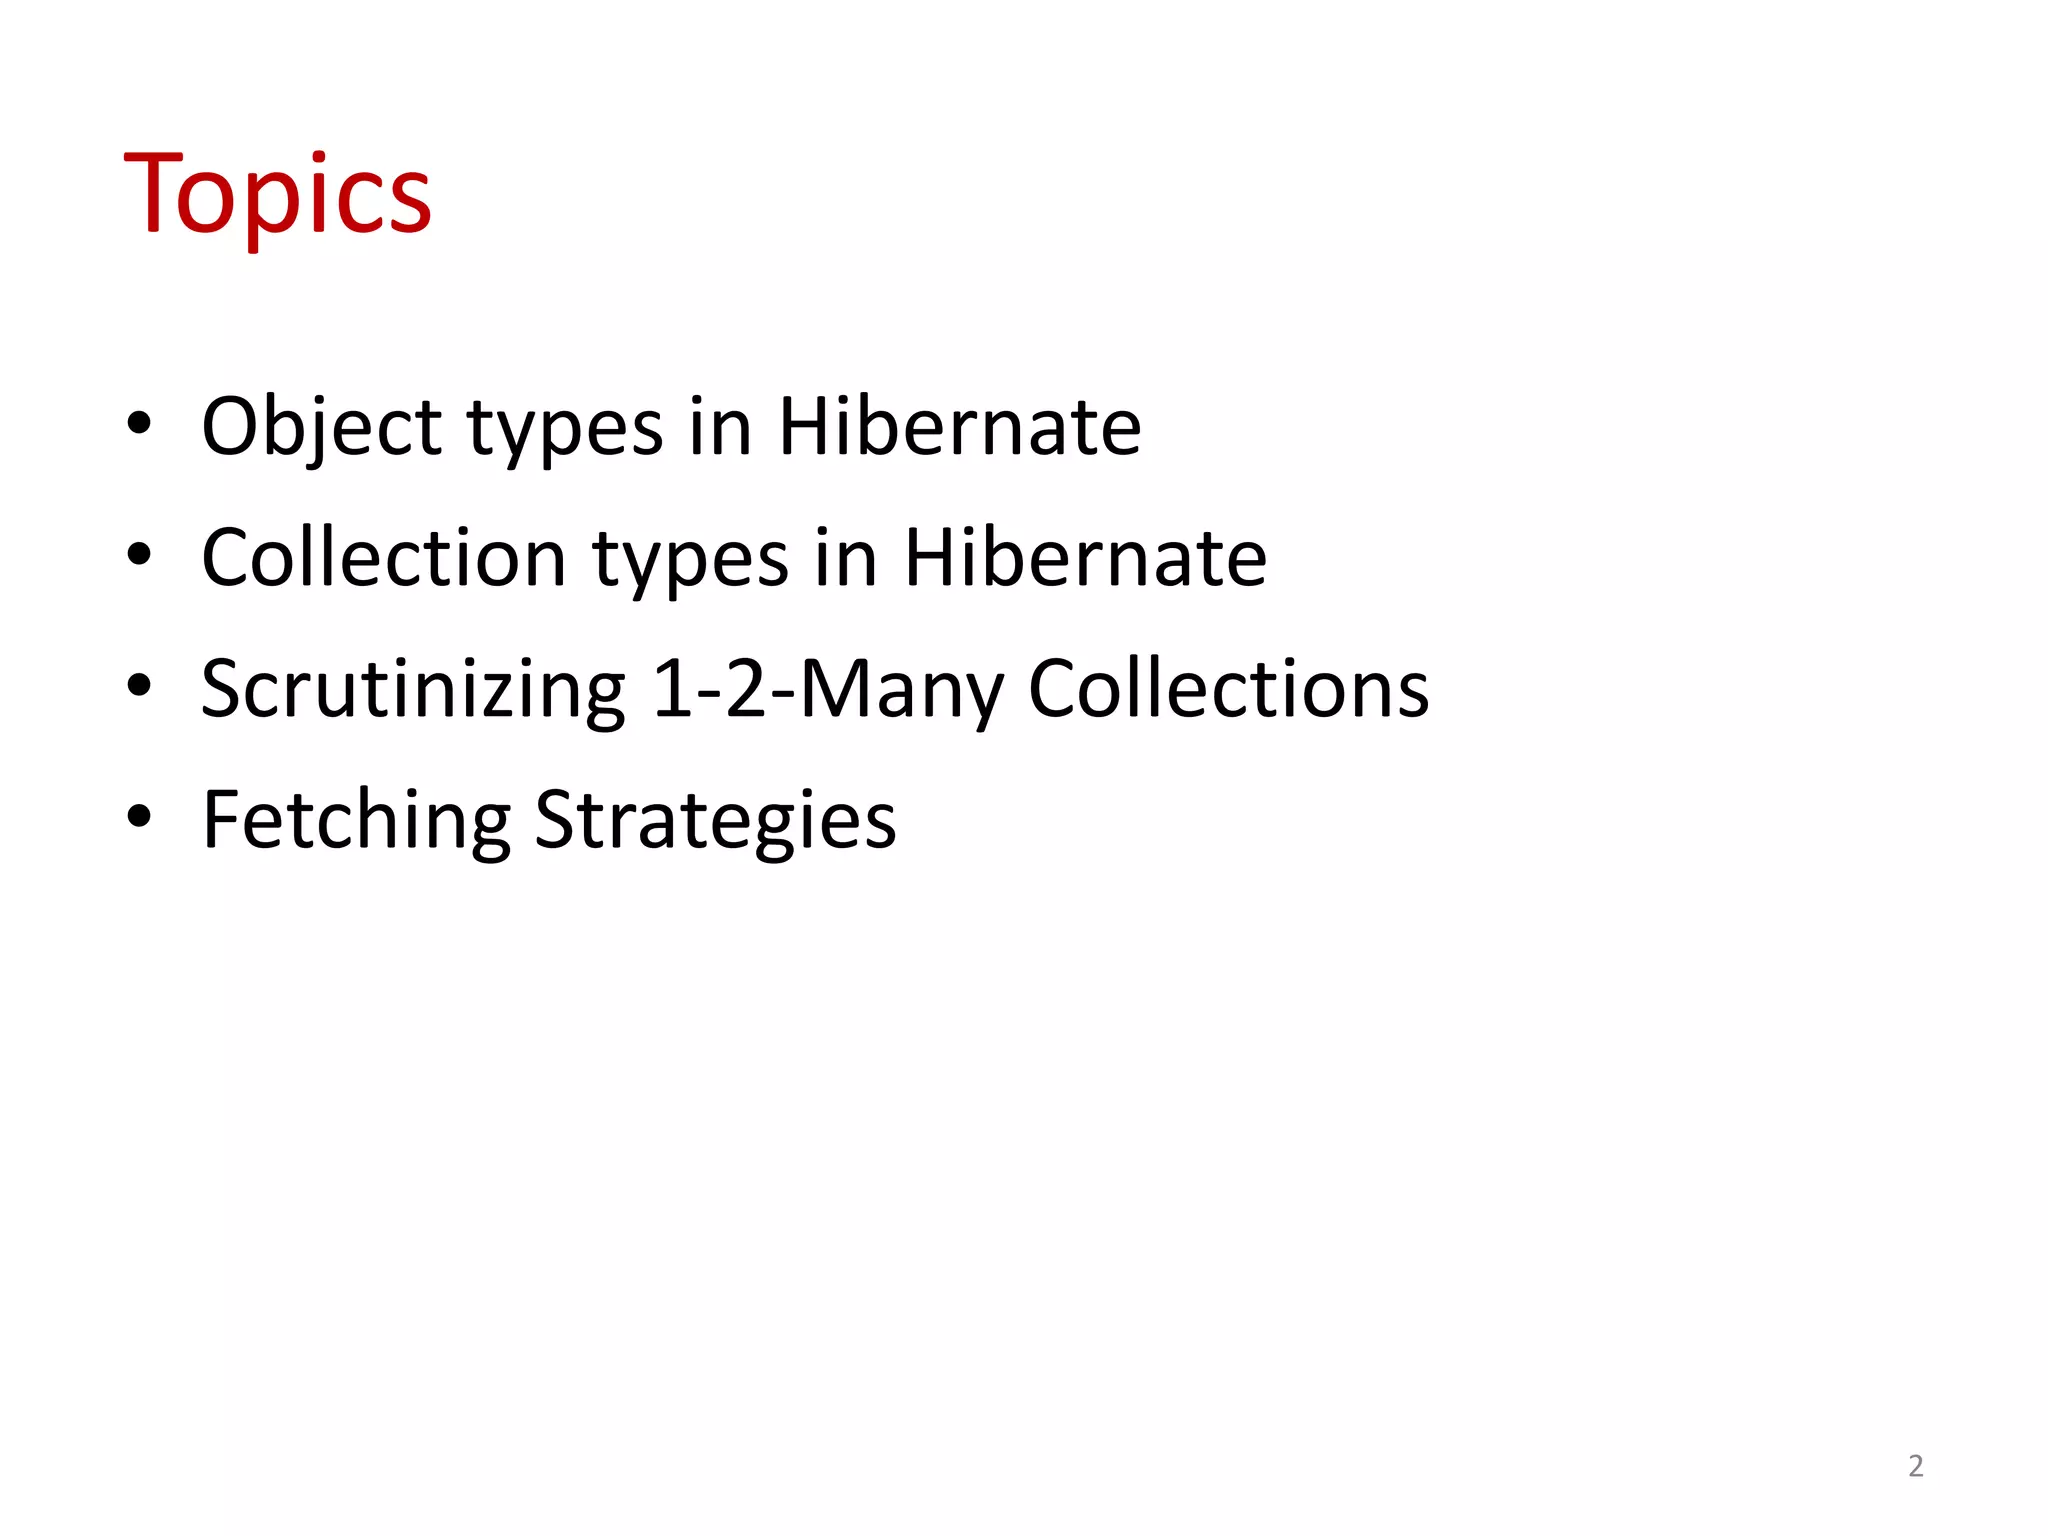 Topics
• Object types in Hibernate
• Collection types in Hibernate
• Scrutinizing 1-2-Many Collections
• Fetching Strategies
2